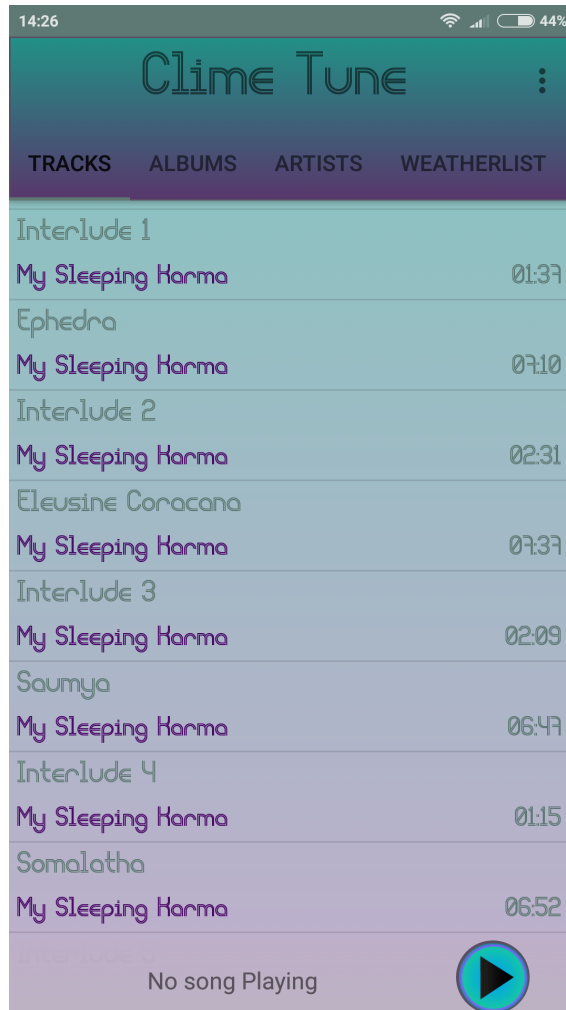 14:26 44%
Clime Tune
TRACKS ALBUMS ARTISTS WEATHERLIST
Interlude 1
My Sleeping Karma 01:37
Ephedra
My Sleeping Karma 07:10
Interlude 2
My Sleeping Karma 02:31
Eleusine Coracana
My Sleeping Karma 07:37
Interlude 3
My Sleeping Karma 02:09
Saumya
My Sleeping Karma 06:47
Interlude 4
My Sleeping Karma 01:15
Somalatha
My Sleeping Karma 06:52
No song Playing